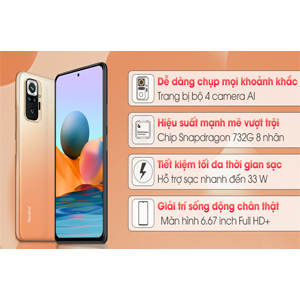 Dễ dàng chụp mọi khoảnh khắc
Trang bị bộ 4 camera AI
Hiệu suất mạnh mẽ vượt trội
Chip Snapdragon 732G 8 nhân
Tiết kiệm tối đa thời gian sạc
Hỗ trợ sạc nhanh đến 33 W
Giải trí sống động chân thật
Màn hình 6.67 inch Full HD+